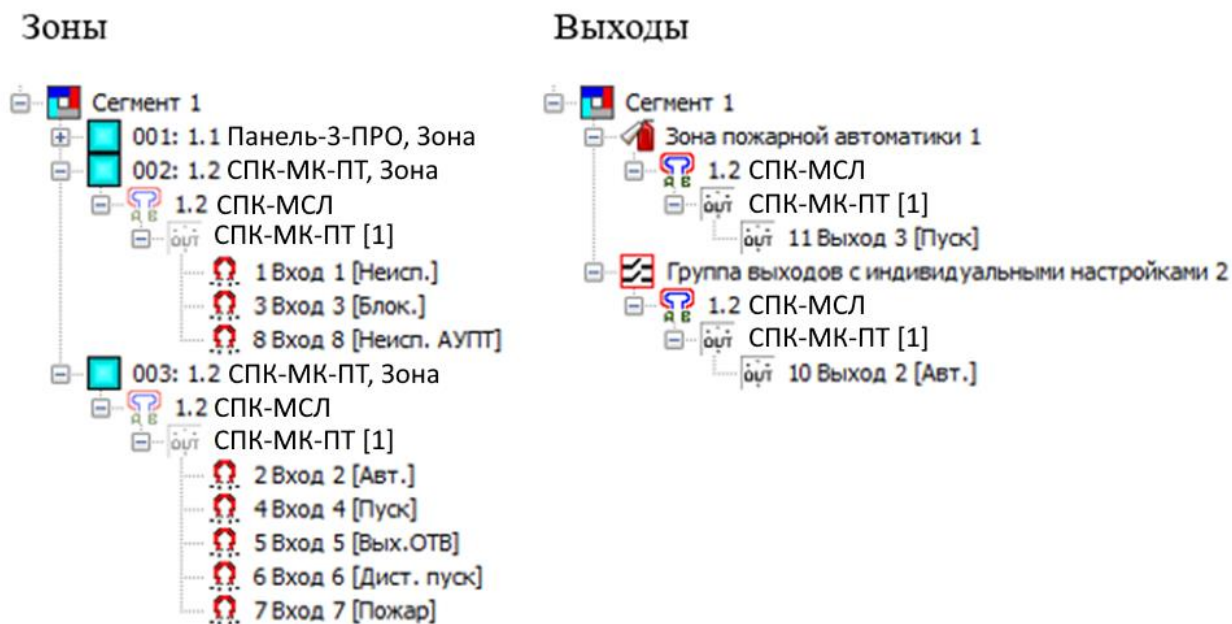 Зоны
Сегмент 1
001: 1.1 Панель-3-ПРО, Зона
002: 1.2 СПК-МК-ПТ, Зона
1.2 СПК-МСЛ
СПК-МК-ПТ [1]
1 Вход 1 [Неисп.]
3 Вход 3 [Блок.]
8 Вход 8 [Неисп. АУПТ]
003: 1.2 СПК-МК-ПТ, Зона
1.2 СПК-МСЛ
СПК-МК-ПТ [1]
2 Вход 2 [Авт.]
4 Вход 4 [Пуск]
5 Вход 5 [Вых.ОТВ]
6 Вход 6 [Дист. пуск]
7 Вход 7 [Пожар]
Выходы
Сегмент 1
Зона пожарной автоматики 1
1.2 СПК-МСЛ
СПК-МК-ПТ [1]
11 Выход 3 [Пуск]
Группа выходов с индивидуальными настройками 2
1.2 СПК-МСЛ
СПК-МК-ПТ [1]
10 Выход 2 [Авт.]